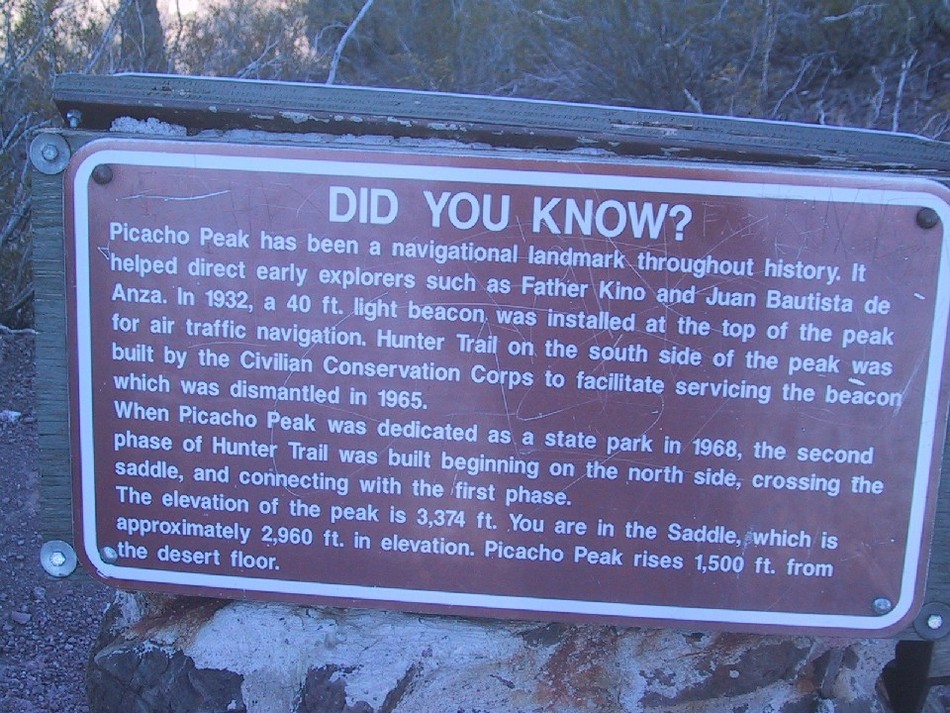 DID YOU KNOW?
Picacho Peak has been a navigational landmark throughout history. It
helped direct early explorers such as Father Kino and Juan Bautista de
Anza. In 1932, a 40 ft. light beacon was installed at the top of the peak
for air traffic navigation. Hunter Trail on the south side of the peak was
built by the Civilian Conservation Corps to facilitate servicing the beacon
which was dismantled in 1965.
When Picacho Peak was dedicated as a state park in 1968, the second
phase of Hunter Trail was built beginning on the north side, crossing the
saddle, and connecting with the first phase.
The elevation of the peak is 3,374 ft. You are in the Saddle, which is
approximately 2,960 ft. in elevation. Picacho Peak rises 1,500 ft. from
the desert floor.